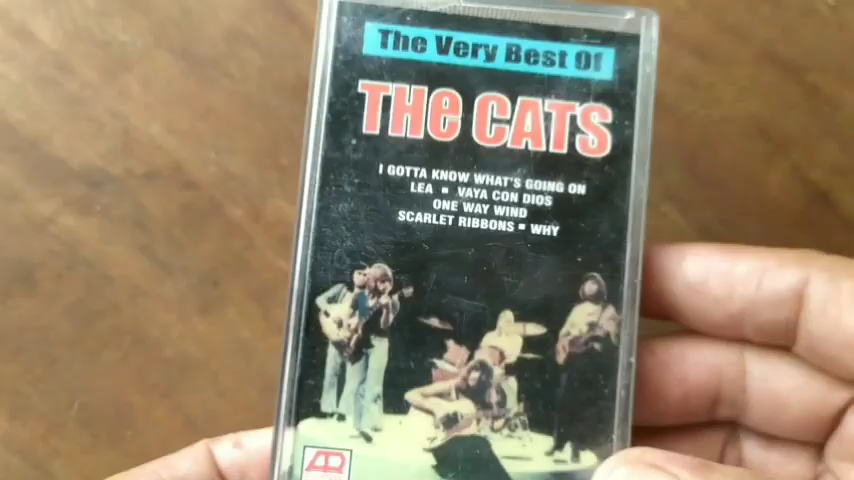 The Very Best Of
THE CATS
I GOTTA KNOW WHAT'S GOING ON
LEA ▪ VAYA CON DIOS
ONE WAY WIND
SCARLET RIBBONS ▪ WHY